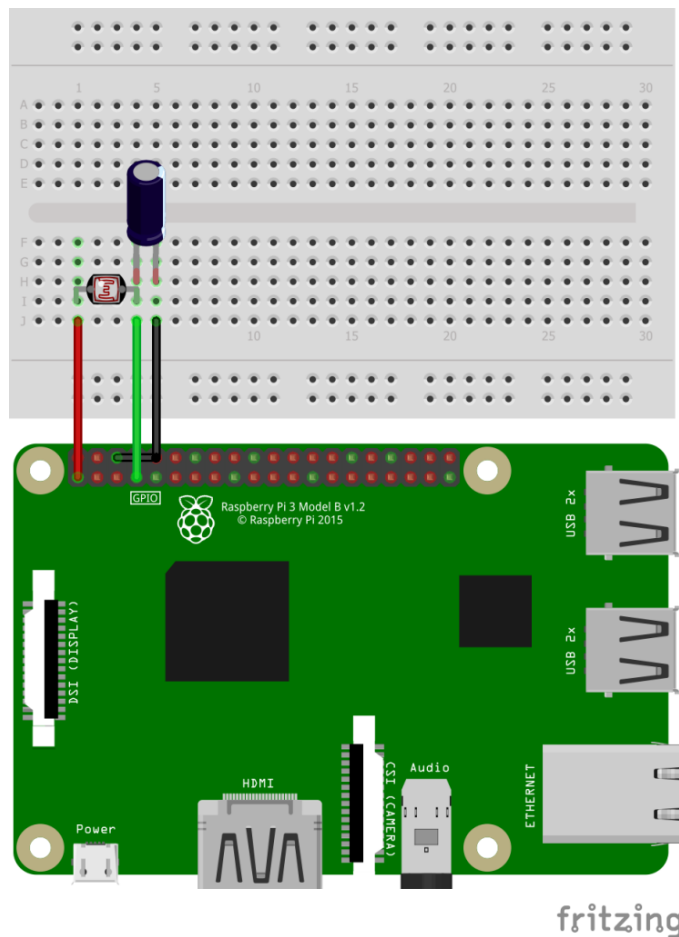 1 5 10 15 20 25 30
A
B
C
D
E
F
G
H
I
J
1 5 10 15 20 25 30
GPIO
Raspberry Pi 3 Model B v1.2
© Raspberry Pi 2015
USB 2x
DSI (DISPLAY)
USB 2x
HDMI
CSI (CAMERA)
Audio
ETHERNET
Power
fritzing